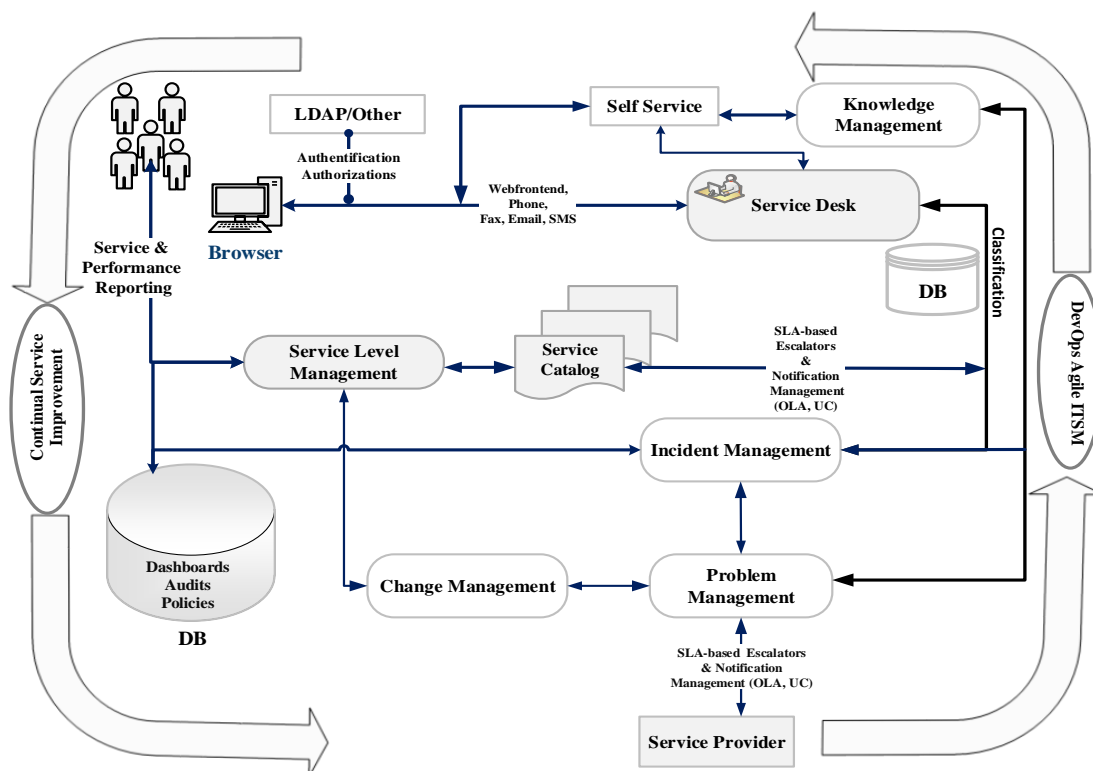 LDAP/Other
Authentification
Authorizations
Self Service
Knowledge
Management
Webfrontend,
Phone,
Fax, Email, SMS
Service Desk
Browser
Service &
Performance
Reporting
DB
Classification
Continual Service
Improvement
DevOps Agile ITSM
Service Level
Management
Service
Catalog
SLA-based
Escalators
&
Notification
Management
(OLA, UC)
Incident Management
Dashboards
Audits
Policies
DB
Change Management
Problem
Management
SLA-based Escalators
& Notification
Management (OLA, UC)
Service Provider